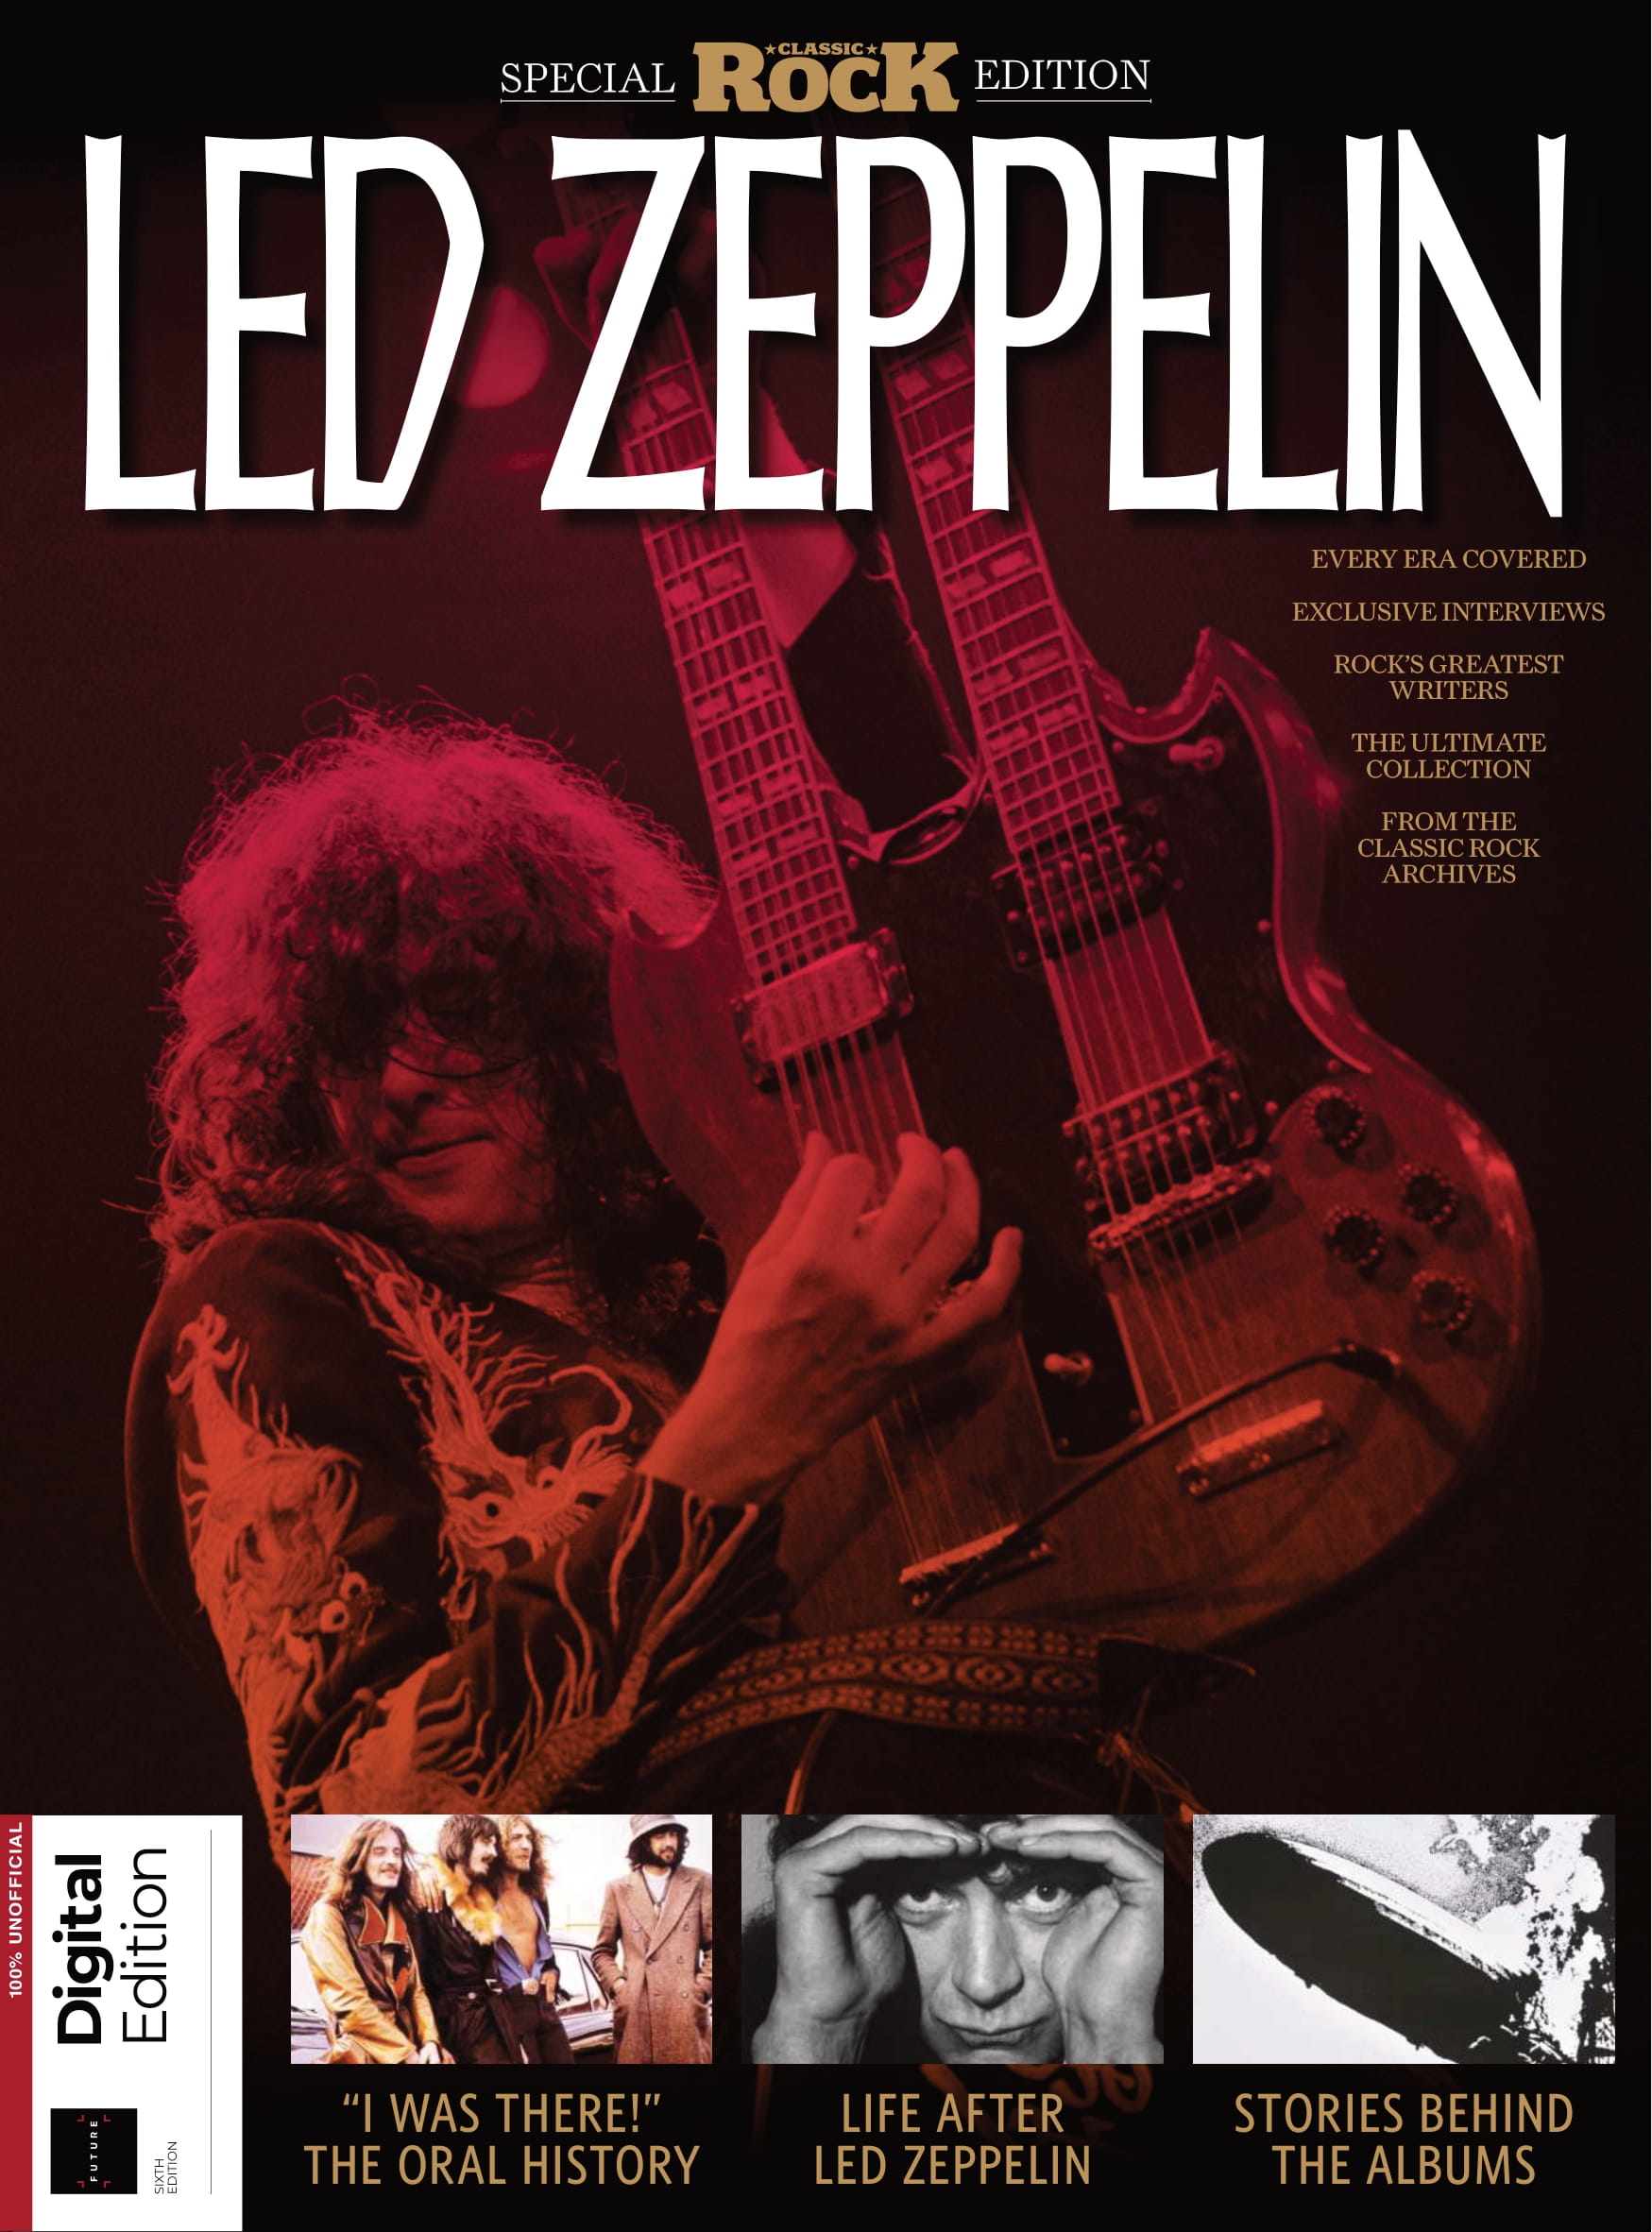 SPECIAL ★CLASSIC★ ROCK EDITION
LED ZEPPELIN
EVERY ERA COVERED
EXCLUSIVE INTERVIEWS
ROCK'S GREATEST
WRITERS
THE ULTIMATE
COLLECTION
FROM THE
CLASSIC ROCK
ARCHIVES
100% UNOFFICIAL
Digital
Edition
FUTURE
SIXTH
EDITION
“I WAS THERE!”
THE ORAL HISTORY
LIFE AFTER
LED ZEPPELIN
STORIES BEHIND
THE ALBUMS